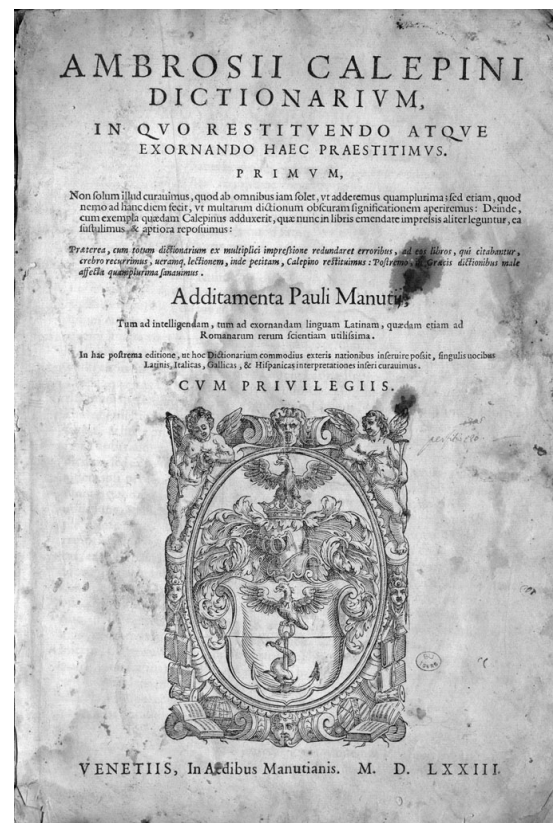 AMBROSII CALEPINI
DICTIONARIVM,
IN QVO RESTITVENDO ATQVE
EXORNANDO HAEC PRAESTITIMVS.
PRIMVM,
Non ſolum illud curauimus, quod ab omnibus iam ſolet, vt adderemus quamplurima; ſed etiam, quod
nemo ad hanc diem fecit, vt multarum dictionum obſcuram ſignificationem aperiremus: Deinde,
cum exempla quædam Calepinus adduxerit, quæ nunc in libris emendate impreſsis aliter leguntur, ea
ſuſtulimus, & aptiora repoſuimus:
Præterea, cum totum dictionarium ex multiplici impreſsione redundaret erroribus, ad eos libros, qui citabantur,
crebro recurrimus, ueramq. lectionem, inde petitam, Calepino reſtituimus: Poſtremo, Græcis dictionibus male
affecta quamplurima ſanauimus.
Additamenta Pauli Manutij;
Tum ad intelligendam, tum ad exornandam linguam Latinam, quædam etiam ad
Romanarum rerum ſcientiam utiliſsima.
In hac poſtrema editione, ut hoc Dictionarium commodius exteris nationibus inſeruire poſsit, ſingulis uocibus
Latinis, Italicas, Gallicas, & Hiſpanicas interpretationes inſeri curauimus.
CVM PRIVILEGIIS.
VENETIIS, In Aedibus Manutianis. M. D. LXXIII.